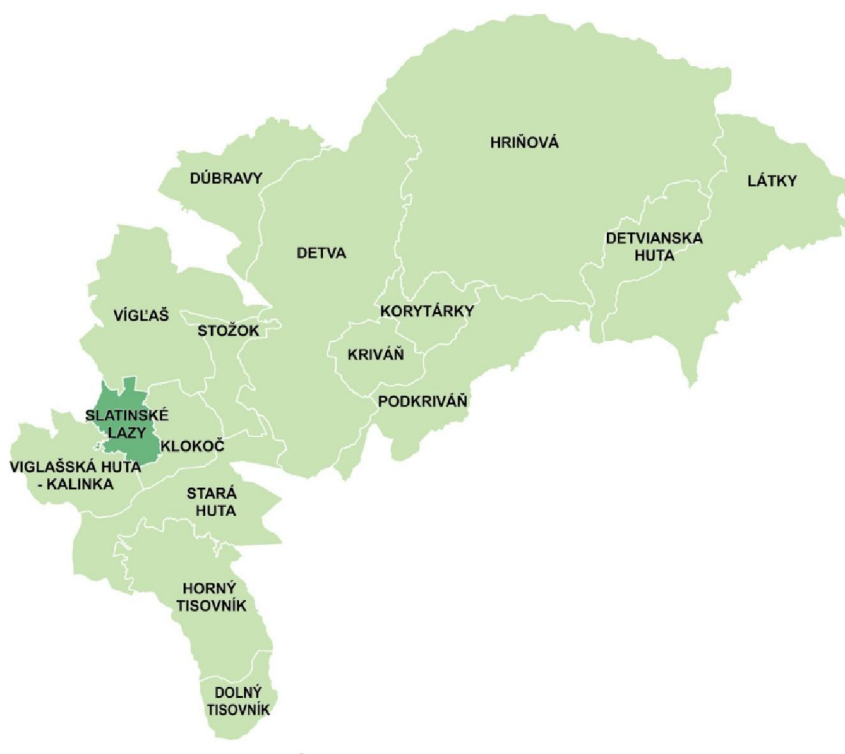 HRIŇOVÁ
DÚBRAVY
LÁTKY
DETVIANSKA
HUTA
DETVA
KORYTÁRKY
VÍGĽAŠ
STOŽOK
KRIVÁŇ
PODKRIVÁŇ
SLATINSKÉ
LAZY
KLOKOČ
VIGLAŠSKÁ HUTA
- KALINKA
STARÁ
HUTA
HORNÝ
TISOVNÍK
DOLNÝ
TISOVNÍK